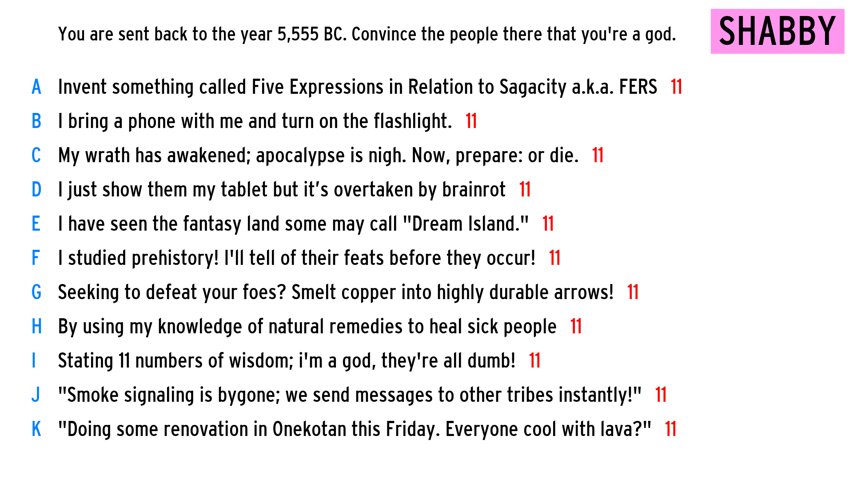 You are sent back to the year 5,555 BC. Convince the people there that you're a god.
SHABBY
A Invent something called Five Expressions in Relation to Sagacity a.k.a. FERS 11
B I bring a phone with me and turn on the flashlight. 11
C My wrath has awakened; apocalypse is nigh. Now, prepare: or die. 11
D I just show them my tablet but it's overtaken by brainrot 11
E I have seen the fantasy land some may call "Dream Island." 11
F I studied prehistory! I'll tell of their feats before they occur! 11
G Seeking to defeat your foes? Smelt copper into highly durable arrows! 11
H By using my knowledge of natural remedies to heal sick people 11
I Stating 11 numbers of wisdom; i'm a god, they're all dumb! 11
J "Smoke signaling is bygone; we send messages to other tribes instantly!" 11
K "Doing some renovation in Onekotan this Friday. Everyone cool with lava?" 11